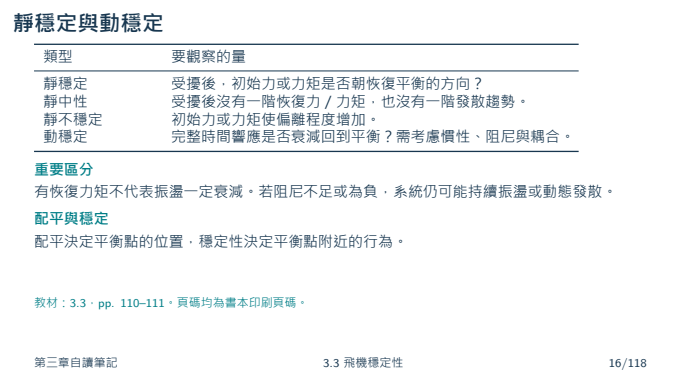 靜穩定與動穩定
類型 要觀察的量
靜穩定 受擾後，初始力或力矩是否朝恢復平衡的方向？
靜中性 受擾後沒有一階恢復力 / 力矩，也沒有一階發散趨勢。
靜不穩定 初始力或力矩使偏離程度增加。
動穩定 完整時間響應是否衰減回到平衡？需考慮慣性、阻尼與耦合。
重要區分
有恢復力矩不代表振盪一定衰減。若阻尼不足或為負，系統仍可能持續振盪或動態發散。
配平與穩定
配平決定平衡點的位置，穩定性決定平衡點附近的行為。
教材：3.3，pp. 110–111。頁碼均為書本印刷頁碼。
第三章自讀筆記 3.3 飛機穩定性 16/118